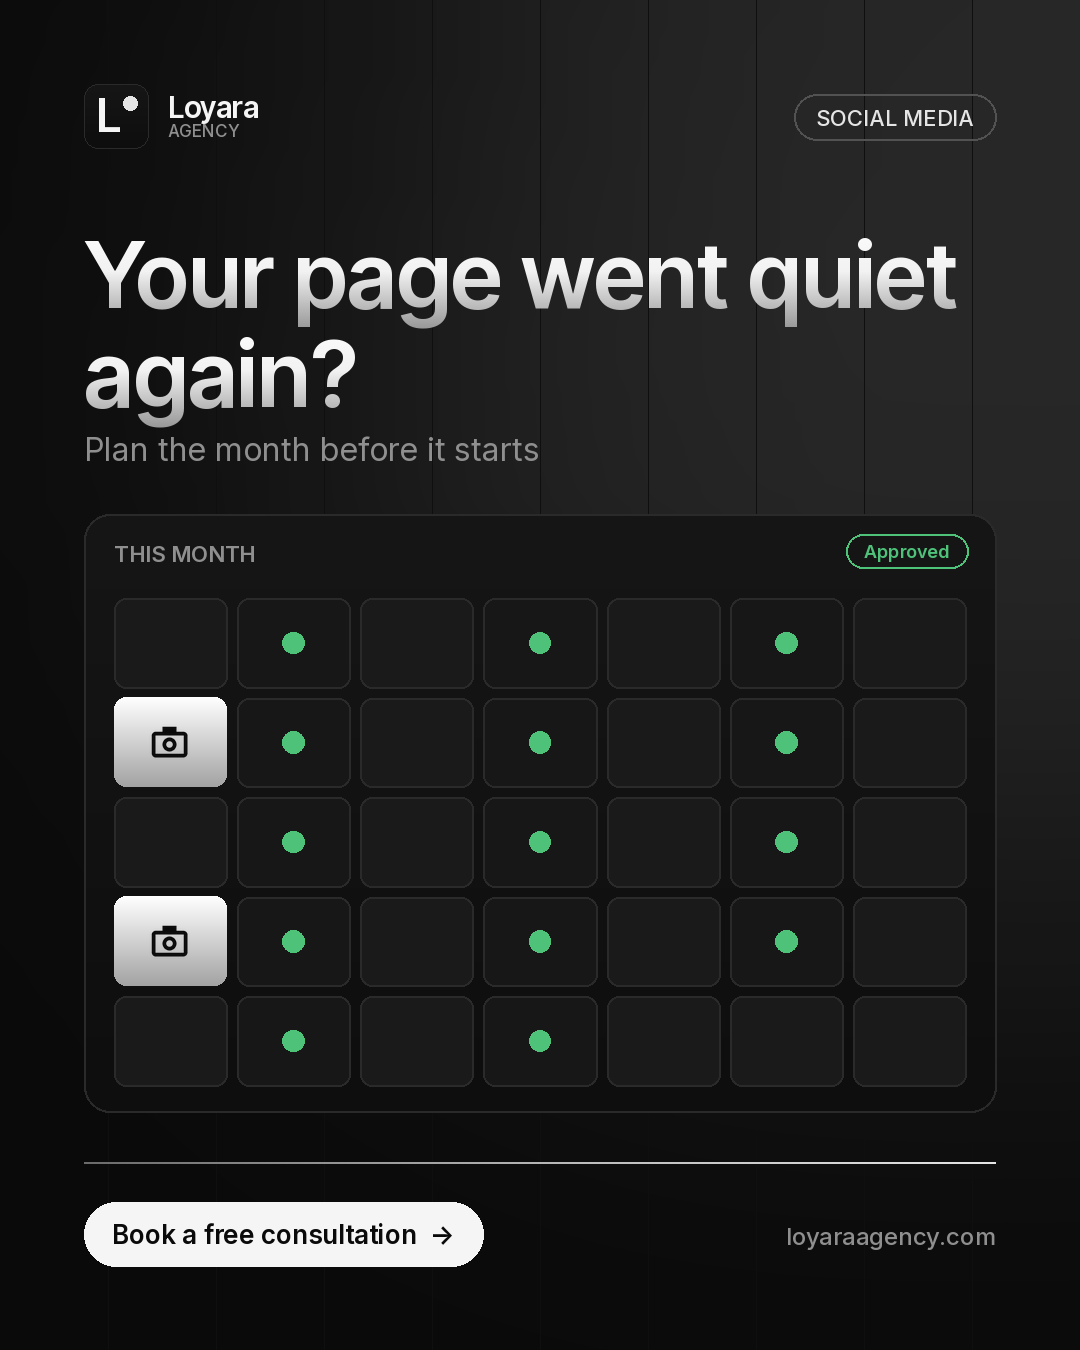 Loyara
AGENCY
SOCIAL MEDIA
Your page went quiet
again?
Plan the month before it starts
THIS MONTH
Approved
Book a free consultation →
loyaraagency.com